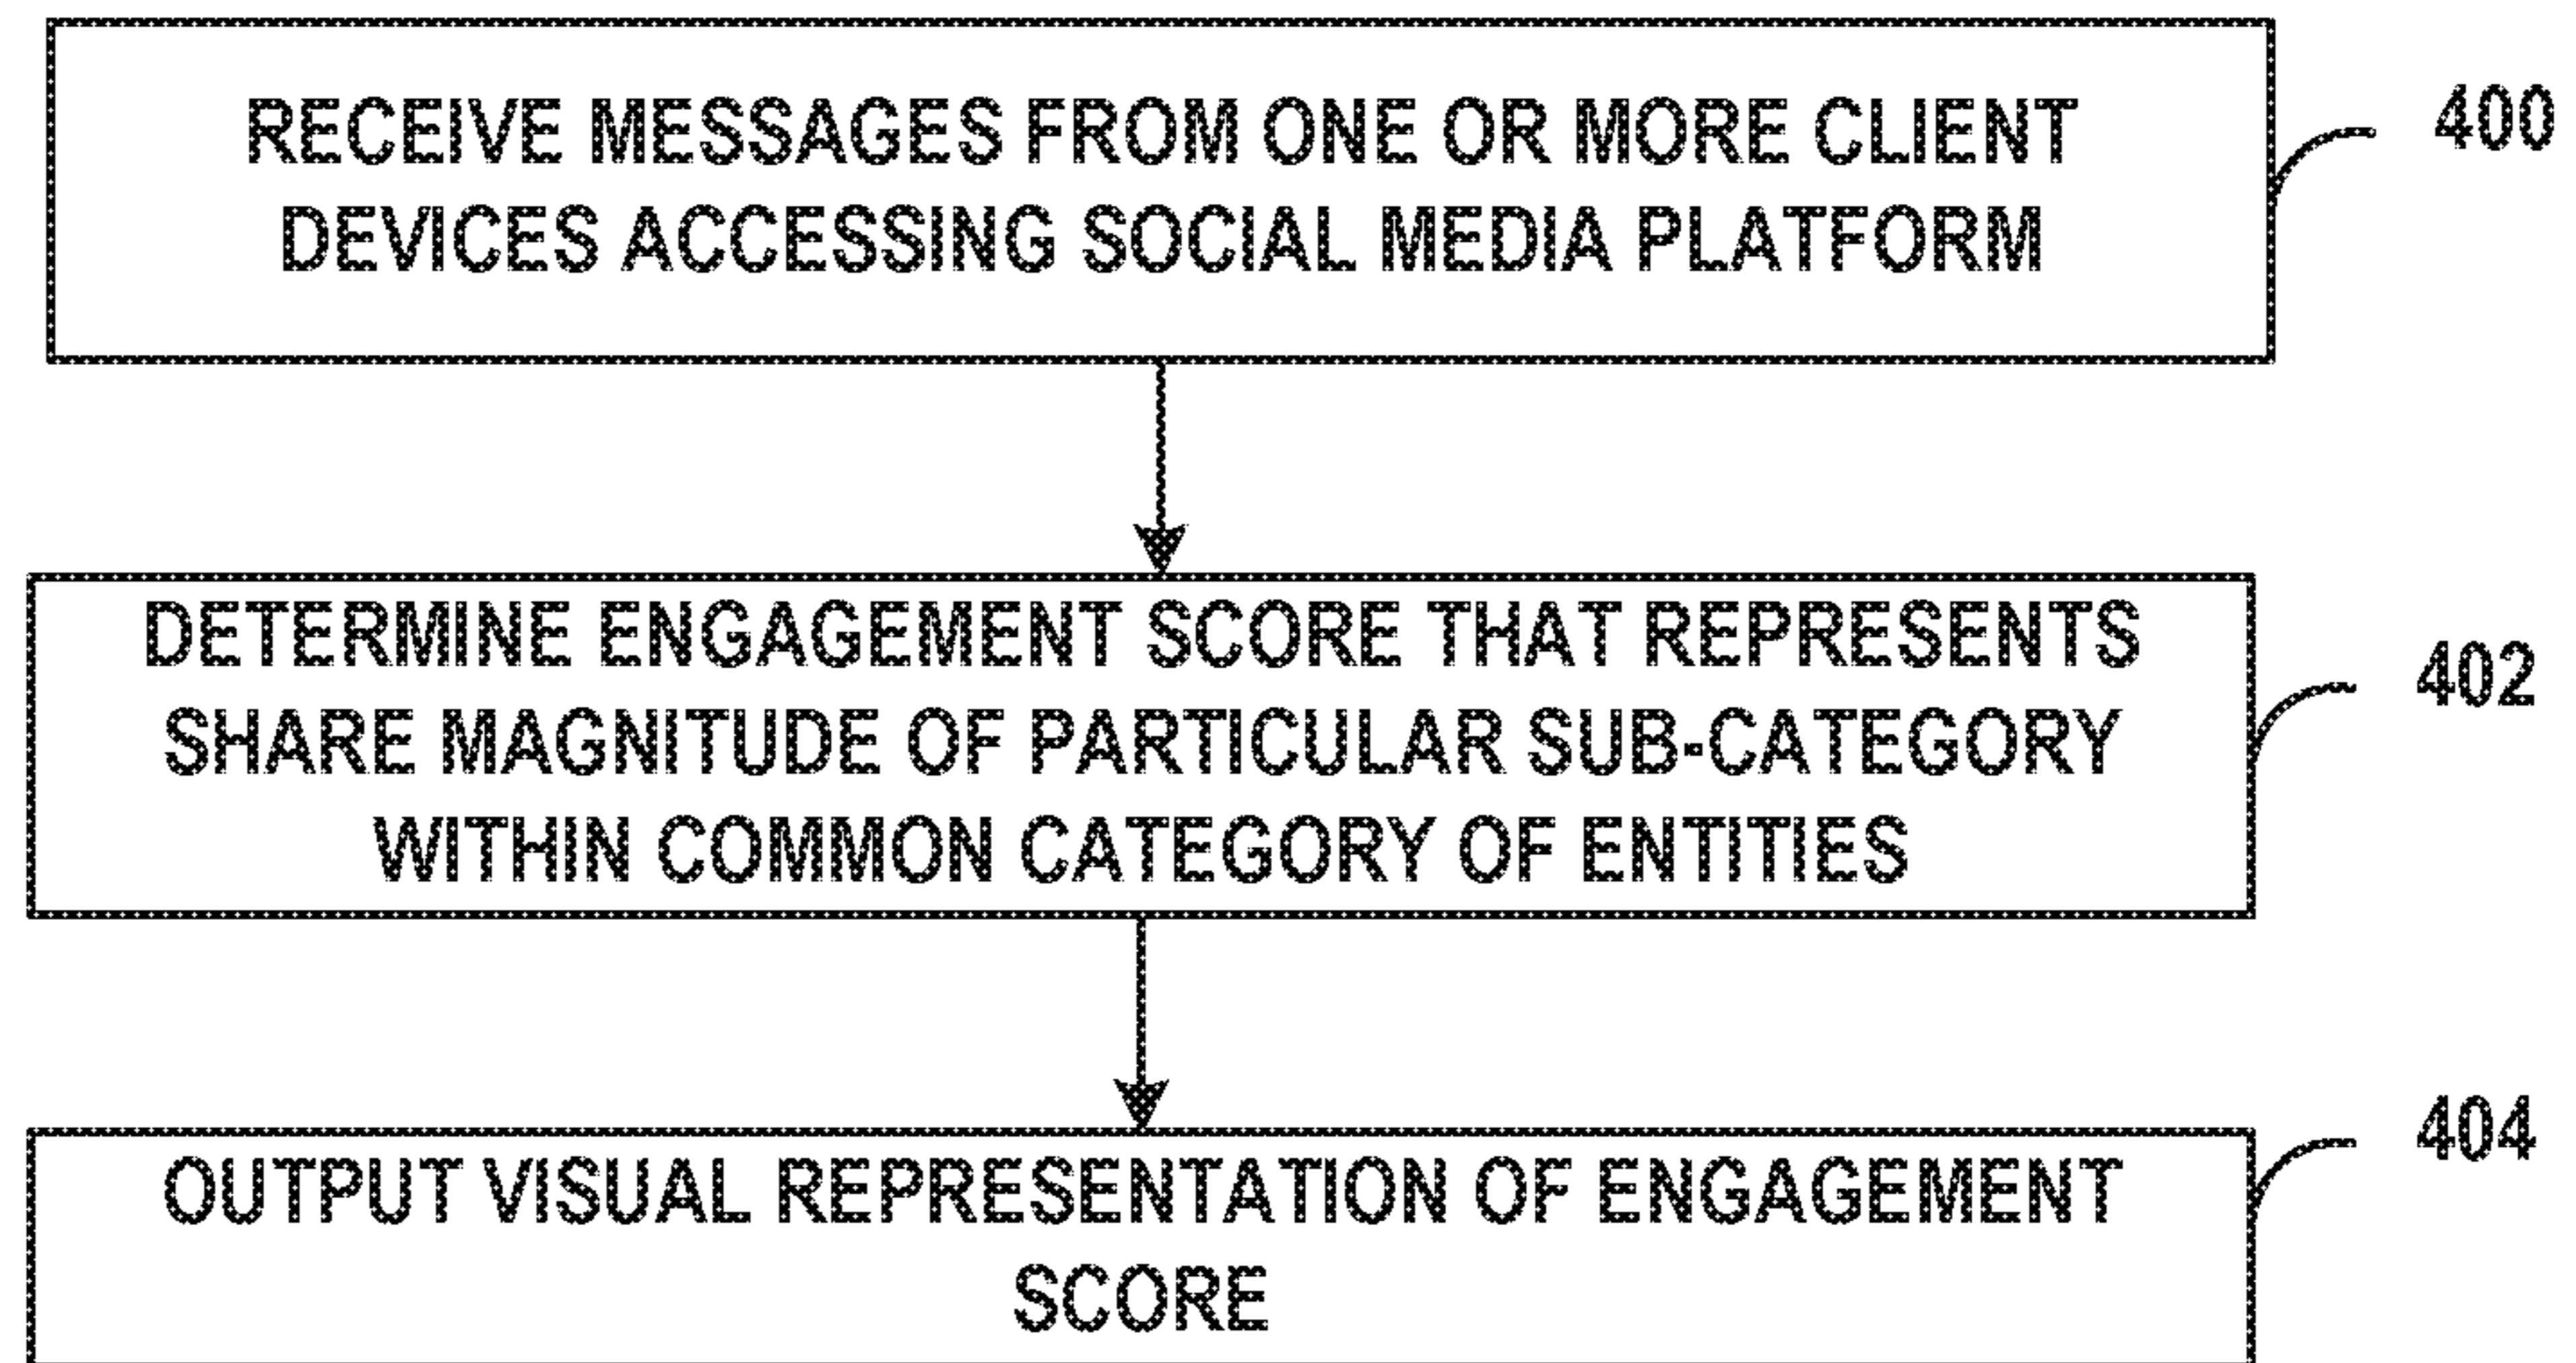 RECEIVE MESSAGES FROM ONE OR MORE CLIENT
DEVICES ACCESSING SOCIAL MEDIA PLATFORM
400
DETERMINE ENGAGEMENT SCORE THAT REPRESENTS
SHARE MAGNITUDE OF PARTICULAR SUB-CATEGORY
WITHIN COMMON CATEGORY OF ENTITIES
402
OUTPUT VISUAL REPRESENTATION OF ENGAGEMENT
SCORE
404